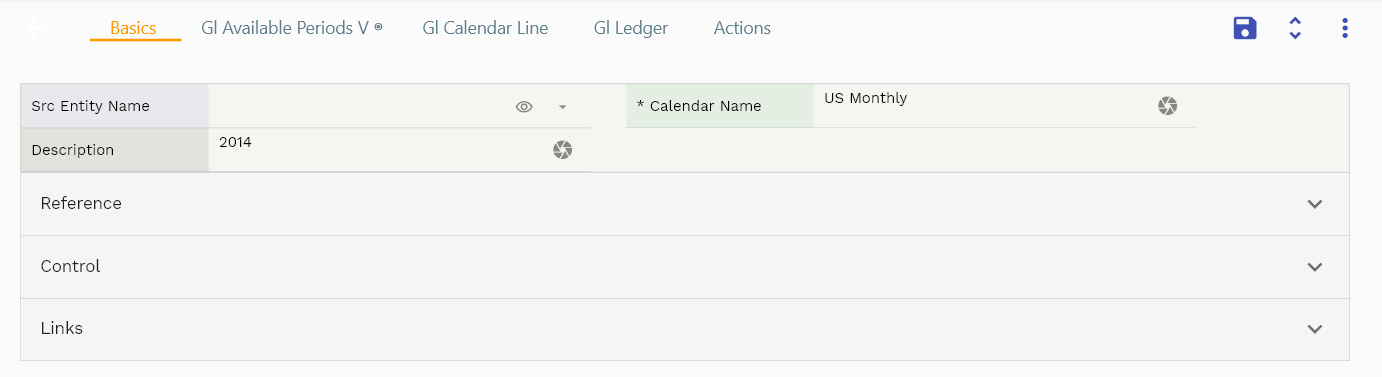 Basics Gl Available Periods V ® Gl Calendar Line Gl Ledger Actions
Src Entity Name * Calendar Name US Monthly
Description 2014
Reference
Control
Links